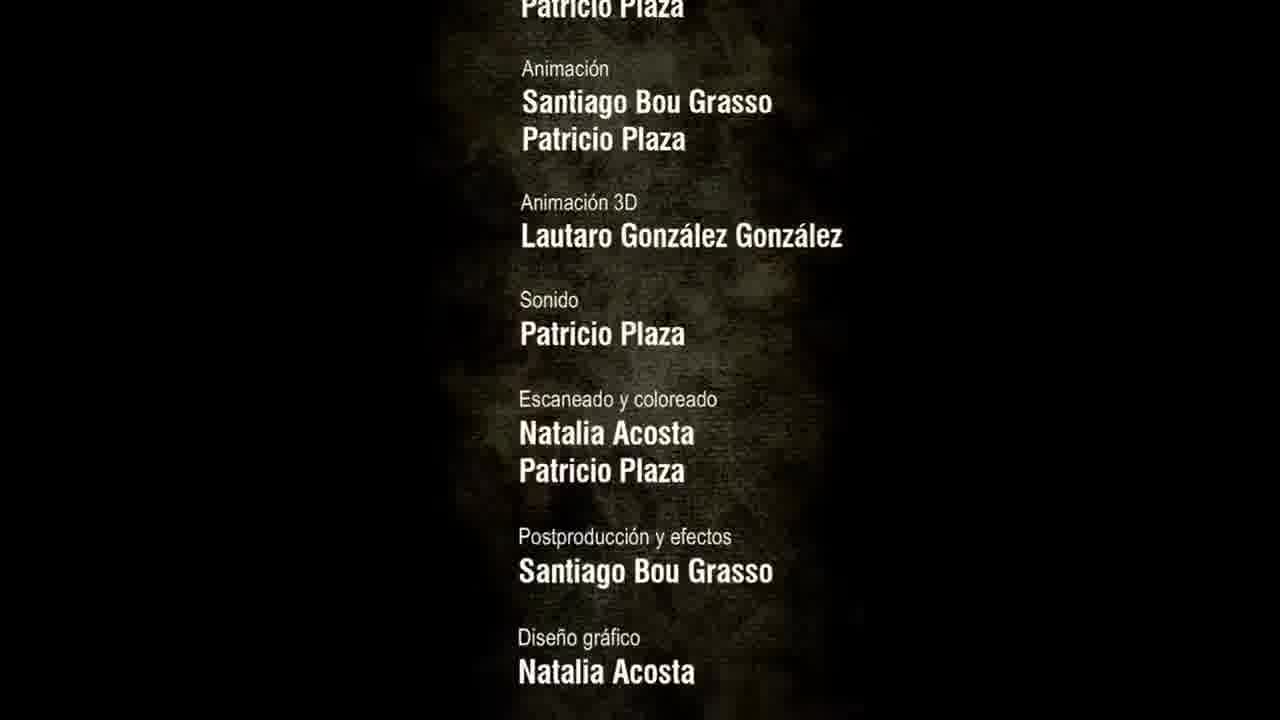 Patricio Plaza
Animación
Santiago Bou Grasso
Patricio Plaza
Animación 3D
Lautaro González González
Sonido
Patricio Plaza
Escaneado y coloreado
Natalia Acosta
Patricio Plaza
Postproducción y efectos
Santiago Bou Grasso
Diseño gráfico
Natalia Acosta